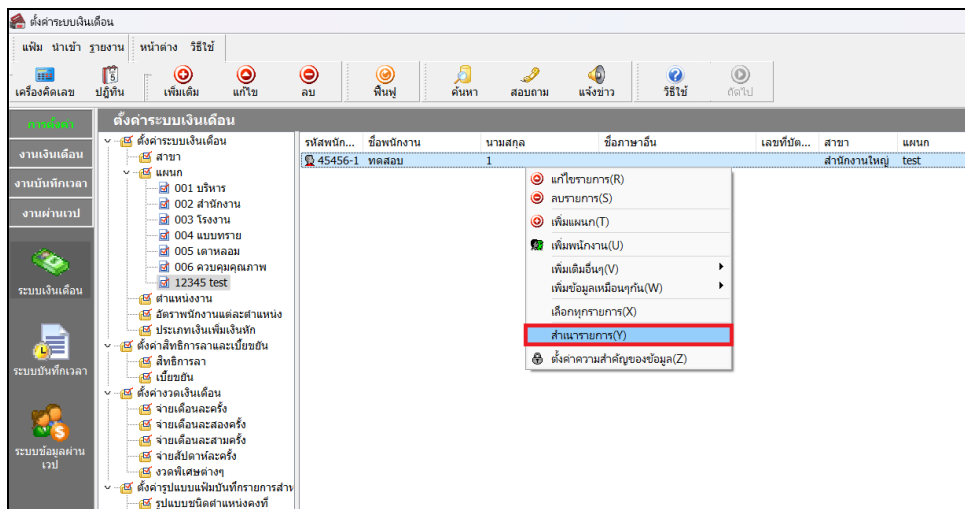 ตั้งค่าระบบเงินเดือน
แฟ้ม นำเข้า รายงาน หน้าต่าง วิธีใช้
เครื่องคิดเลข ปฏิทิน เพิ่มเติม แก้ไข ลบ ฟื้นฟู ค้นหา สอบถาม แจ้งข่าว วิธีใช้ ถัดไป
การตั้งค่า
งานเงินเดือน
งานบันทึกเวลา
งานผ่านเวป
ระบบเงินเดือน
ระบบบันทึกเวลา
ระบบข้อมูลผ่าน
เวป
ตั้งค่าระบบเงินเดือน
ตั้งค่าระบบเงินเดือน
สาขา
แผนก
001 บริหาร
002 สำนักงาน
003 โรงงาน
004 แบบทราย
005 เตาหลอม
006 ควบคุมคุณภาพ
12345 test
ตำแหน่งงาน
อัตราพนักงานแต่ละตำแหน่ง
ประเภทเงินเพิ่มเงินหัก
ตั้งค่าสิทธิการลาและเบี้ยขยัน
สิทธิการลา
เบี้ยขยัน
ตั้งค่างวดเงินเดือน
จ่ายเดือนละครั้ง
จ่ายเดือนละสองครั้ง
จ่ายเดือนละสามครั้ง
จ่ายสัปดาห์ละครั้ง
งวดพิเศษต่างๆ
ตั้งค่ารูปแบบแฟ้มบันทึกรายการสำห
รูปแบบชนิดตำแหน่งคงที่
รหัสพนัก... ชื่อพนักงาน นามสกุล ชื่อภาษาอื่น เลขที่บัต... สาขา แผนก
45456-1 ทดสอบ 1 สำนักงานใหญ่ test
แก้ไขรายการ(R)
ลบรายการ(S)
เพิ่มแผนก(T)
เพิ่มพนักงาน(U)
เพิ่มเติมอื่นๆ(V)
เพิ่มข้อมูลเหมือนๆกัน(W)
เลือกทุกรายการ(X)
สำเนารายการ(Y)
ตั้งค่าความสำคัญของข้อมูล(Z)